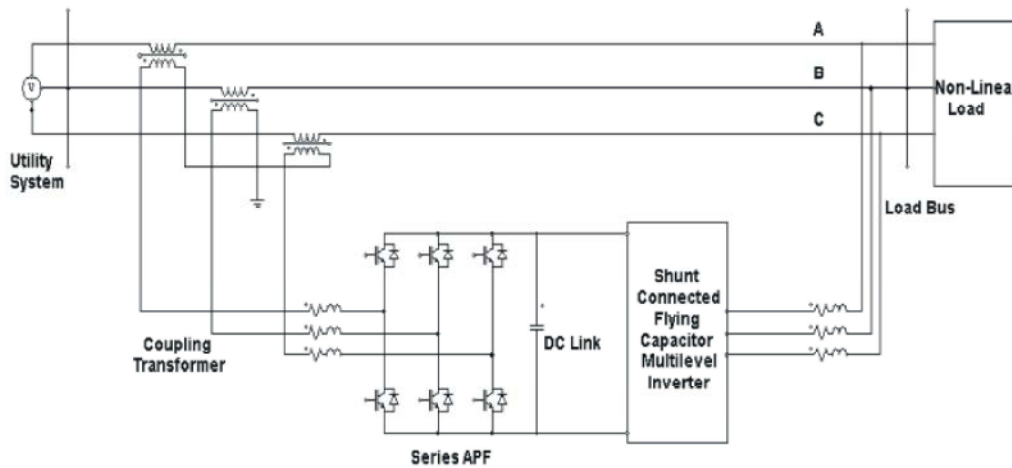 A
B
C
V
Non-Linea
Load
Utility
System
Load Bus
Shunt
Connected
Flying
Capacitor
Multilevel
Inverter
DC Link
Coupling
Transformer
Series APF